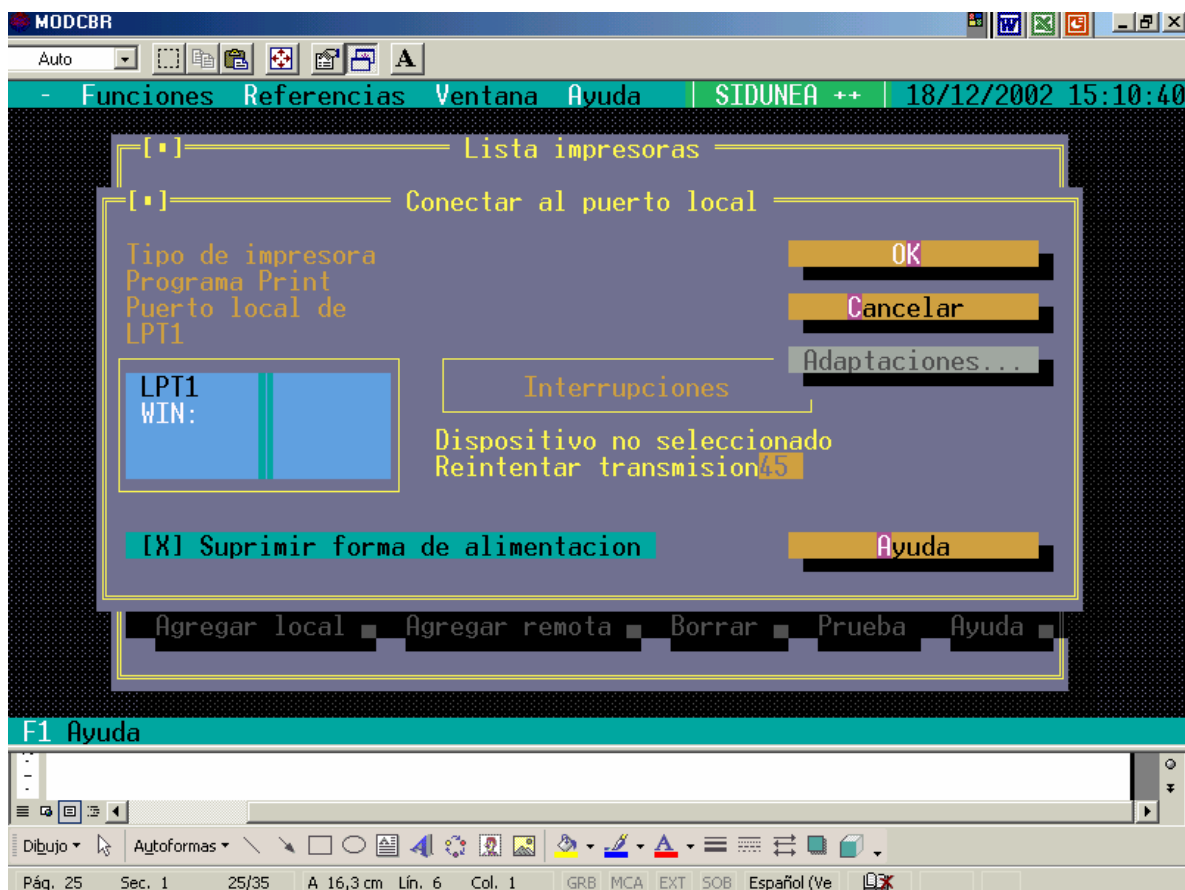 MODCBR
Auto
A
- Funciones Referencias Ventana Ayuda | SIDUNEA ++ | 18/12/2002 15:10:40
[▪] Lista impresoras
[▪] Conectar al puerto local
Tipo de impresora
Programa Print
Puerto local de
LPT1
OK
Cancelar
Adaptaciones...
LPT1
WIN:
Interrupciones
Dispositivo no seleccionado
Reintentar transmision 45
[X] Suprimir forma de alimentacion
Ayuda
Agregar local Agregar remota Borrar Prueba Ayuda
F1 Ayuda
Dibujo Autoformas
Pág. 25 Sec. 1 25/35 A 16,3 cm Lín. 6 Col. 1 GRB MCA EXT SOB Español (Ve